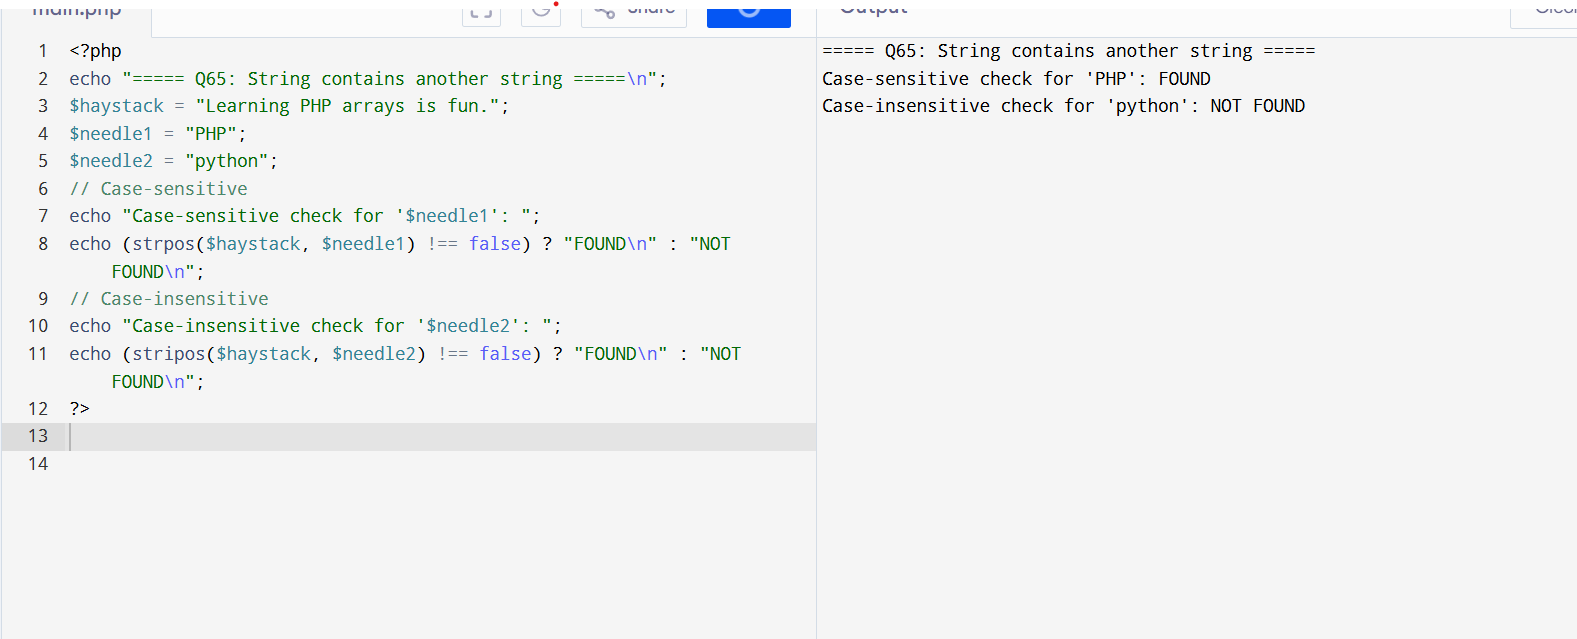 main.php
Share
Output
1 <?php
2 echo "===== Q65: String contains another string =====\n";
3 $haystack = "Learning PHP arrays is fun.";
4 $needle1 = "PHP";
5 $needle2 = "python";
6 // Case-sensitive
7 echo "Case-sensitive check for '$needle1': ";
8 echo (strpos($haystack, $needle1) !== false) ? "FOUND\n" : "NOT
FOUND\n";
9 // Case-insensitive
10 echo "Case-insensitive check for '$needle2': ";
11 echo (stripos($haystack, $needle2) !== false) ? "FOUND\n" : "NOT
FOUND\n";
12 ?>
13
14
===== Q65: String contains another string =====
Case-sensitive check for 'PHP': FOUND
Case-insensitive check for 'python': NOT FOUND